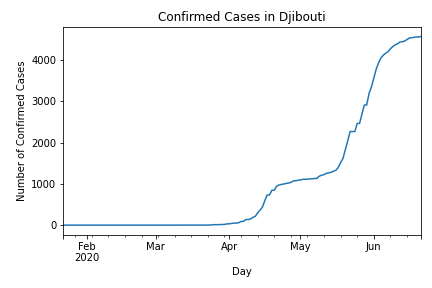 Confirmed Cases in Djibouti
Number of Confirmed Cases
4000
3000
2000
1000
0
Feb
2020
Mar
Apr
May
Jun
Day